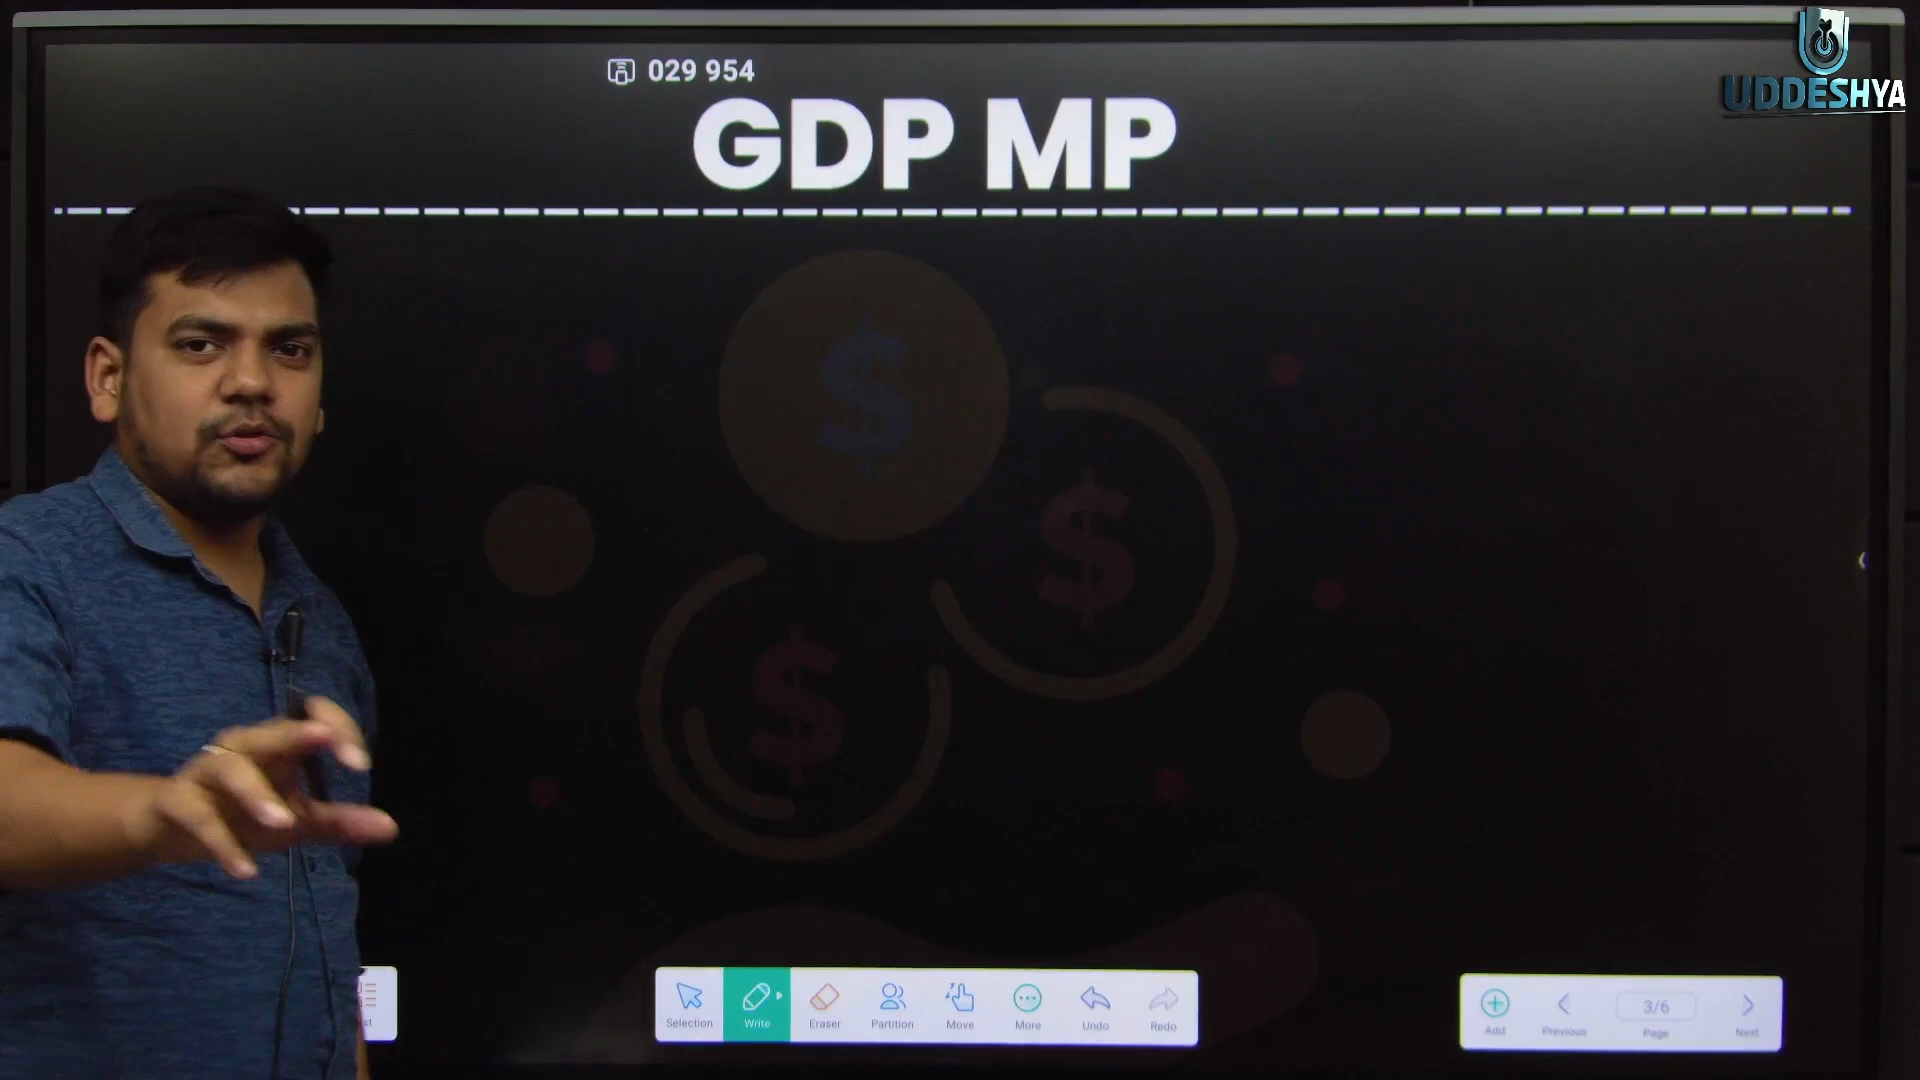 029 954
UDDESHYA
GDP MP
$
$
$
Selection
Write
Eraser
Partition
Move
More
Undo
Redo
Add
Previous
3/6
Page
Next